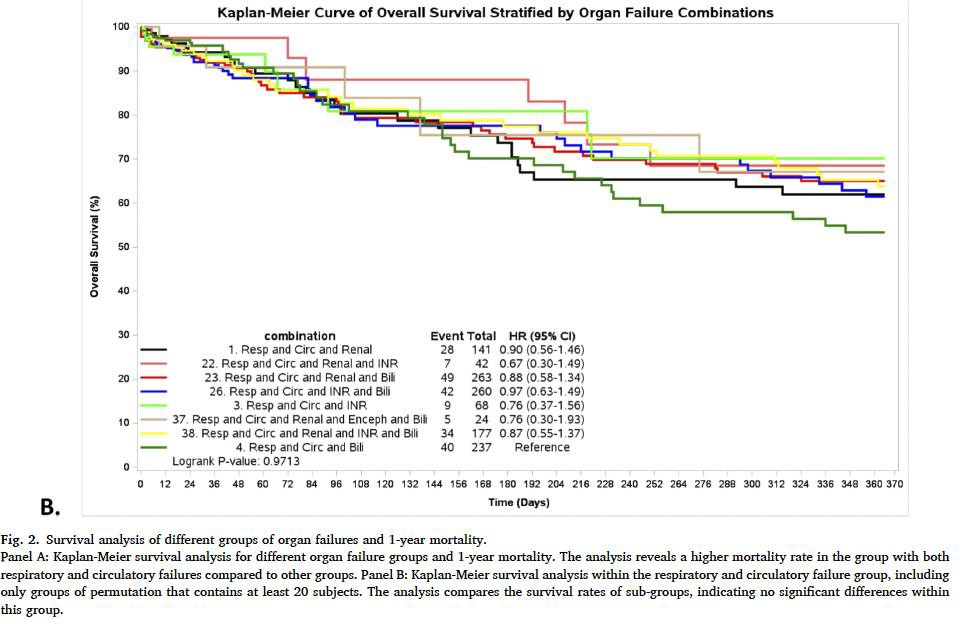 Kaplan-Meier Curve of Overall Survival Stratified by Organ Failure Combinations
100
90
80
70
60
50
40
30
20
10
0
Overall Survival (%)
combination Event Total HR (95% CI)
1. Resp and Circ and Renal 28 141 0.90 (0.56-1.46)
22. Resp and Circ and Renal and INR 7 42 0.67 (0.30-1.49)
23. Resp and Circ and Renal and Bili 49 263 0.88 (0.58-1.34)
26. Resp and Circ and INR and Bili 42 260 0.97 (0.63-1.49)
3. Resp and Circ and INR 9 68 0.76 (0.37-1.56)
37. Resp and Circ and Renal and Enceph and Bili 5 24 0.76 (0.30-1.93)
38. Resp and Circ and Renal and INR and Bili 34 177 0.87 (0.55-1.37)
4. Resp and Circ and Bili 40 237 Reference
Logrank P-value: 0.9713
0 12 24 36 48 60 72 84 96 108 120 132 144 156 168 180 192 204 216 228 240 252 264 276 288 300 312 324 336 348 360 370
Time (Days)
B.
Fig. 2. Survival analysis of different groups of organ failures and 1-year mortality.
Panel A: Kaplan-Meier survival analysis for different organ failure groups and 1-year mortality. The analysis reveals a higher mortality rate in the group with both
respiratory and circulatory failures compared to other groups. Panel B: Kaplan-Meier survival analysis within the respiratory and circulatory failure group, including
only groups of permutation that contains at least 20 subjects. The analysis compares the survival rates of sub-groups, indicating no significant differences within
this group.